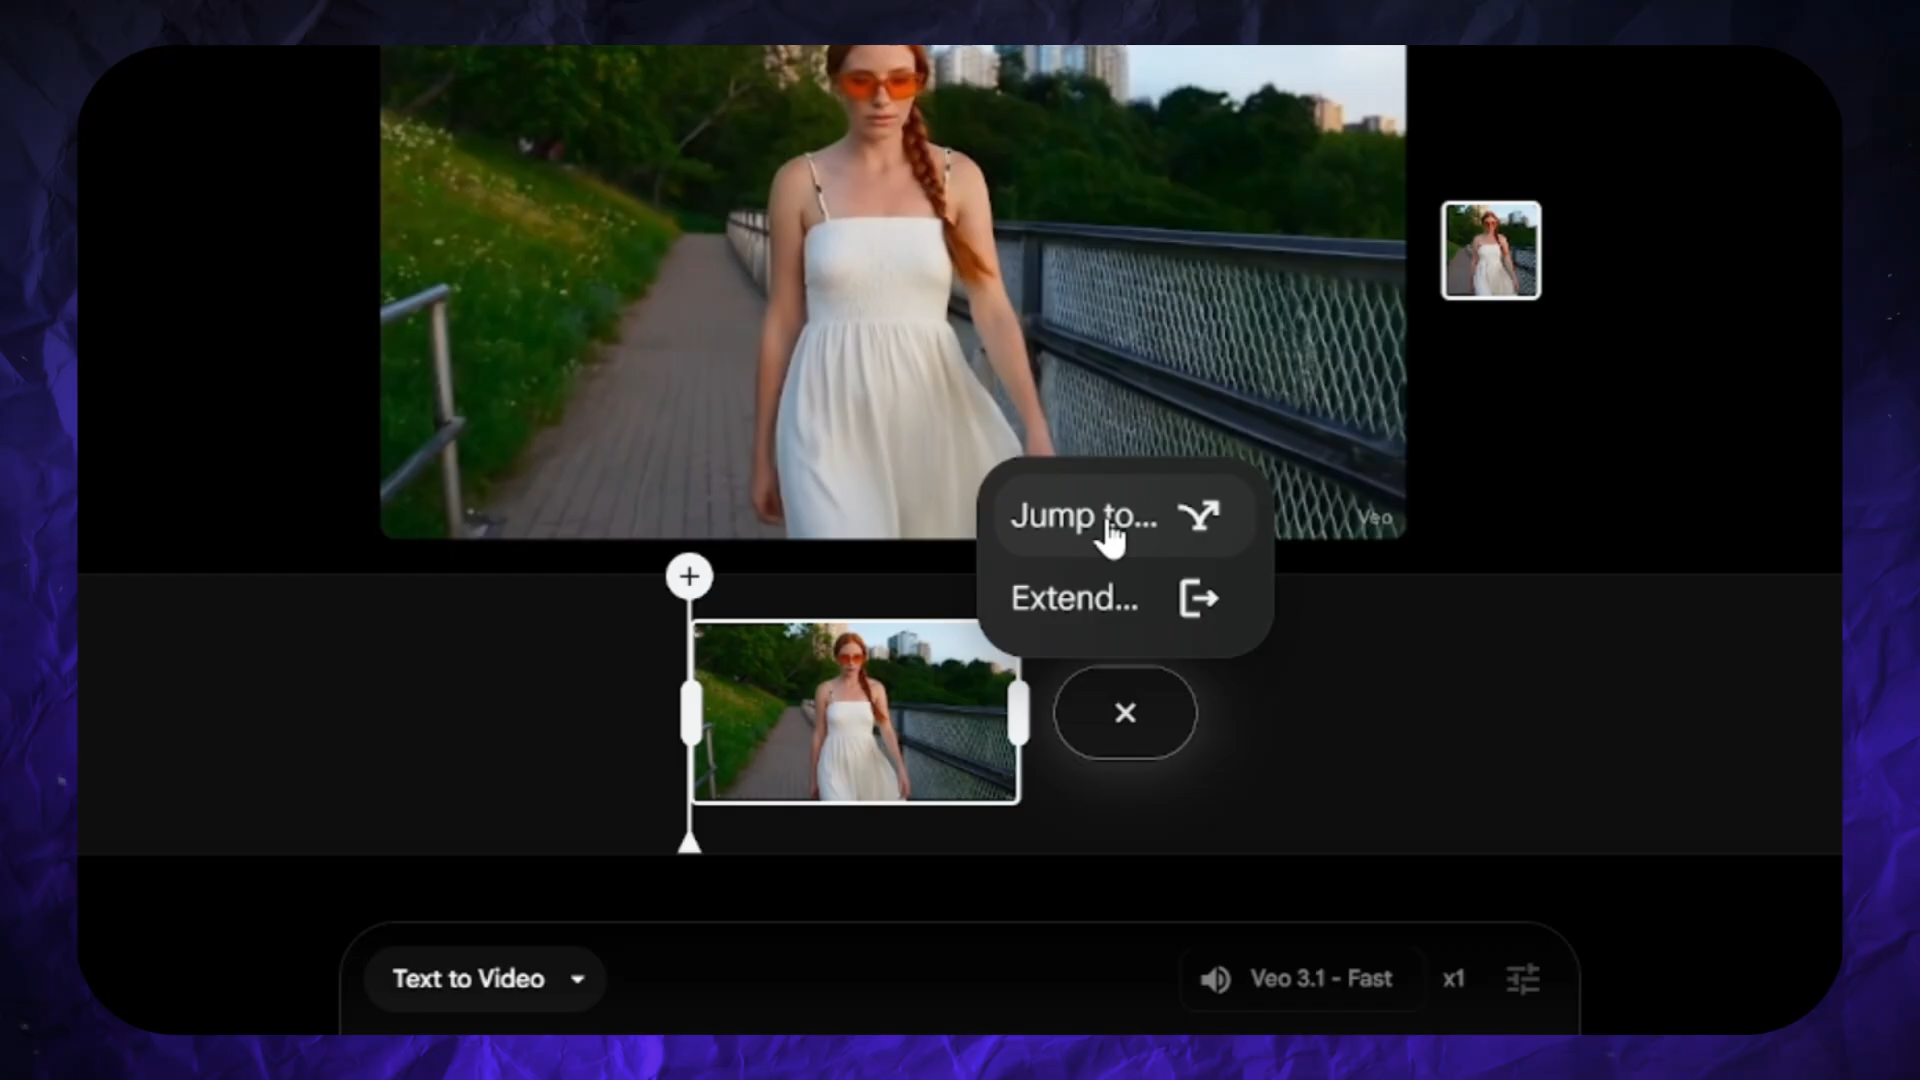 Jump to...
Veo
Extend...
Text to Video
Veo 3.1 - Fast
x1